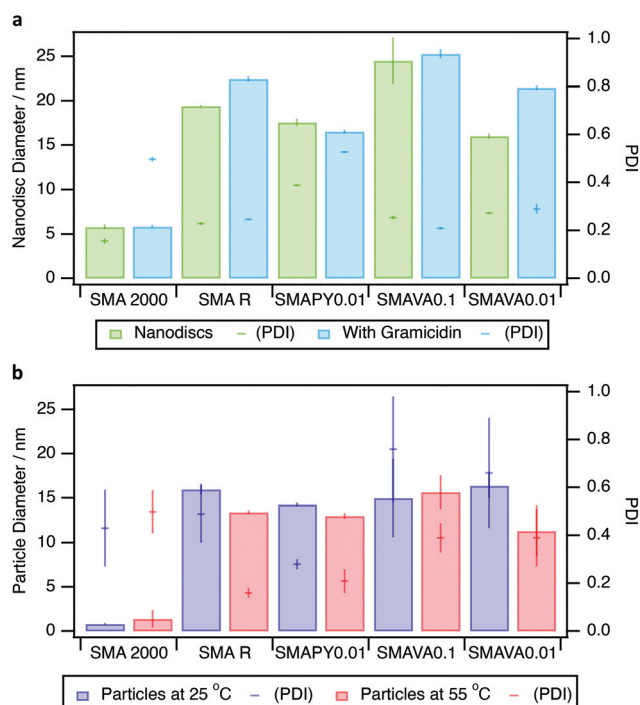 a
Nanodisc Diameter / nm
25
20
15
10
5
0
1.0
0.8
0.6
0.4
0.2
0.0
PDI
SMA 2000 SMA R SMAPY0.01 SMAVA0.1 SMAVA0.01
Nanodiscs (PDI) With Gramicidin (PDI)
b
Particle Diameter / nm
25
20
15
10
5
0
1.0
0.8
0.6
0.4
0.2
0.0
PDI
SMA 2000 SMA R SMAPY0.01 SMAVA0.1 SMAVA0.01
Particles at 25 °C (PDI) Particles at 55 °C (PDI)